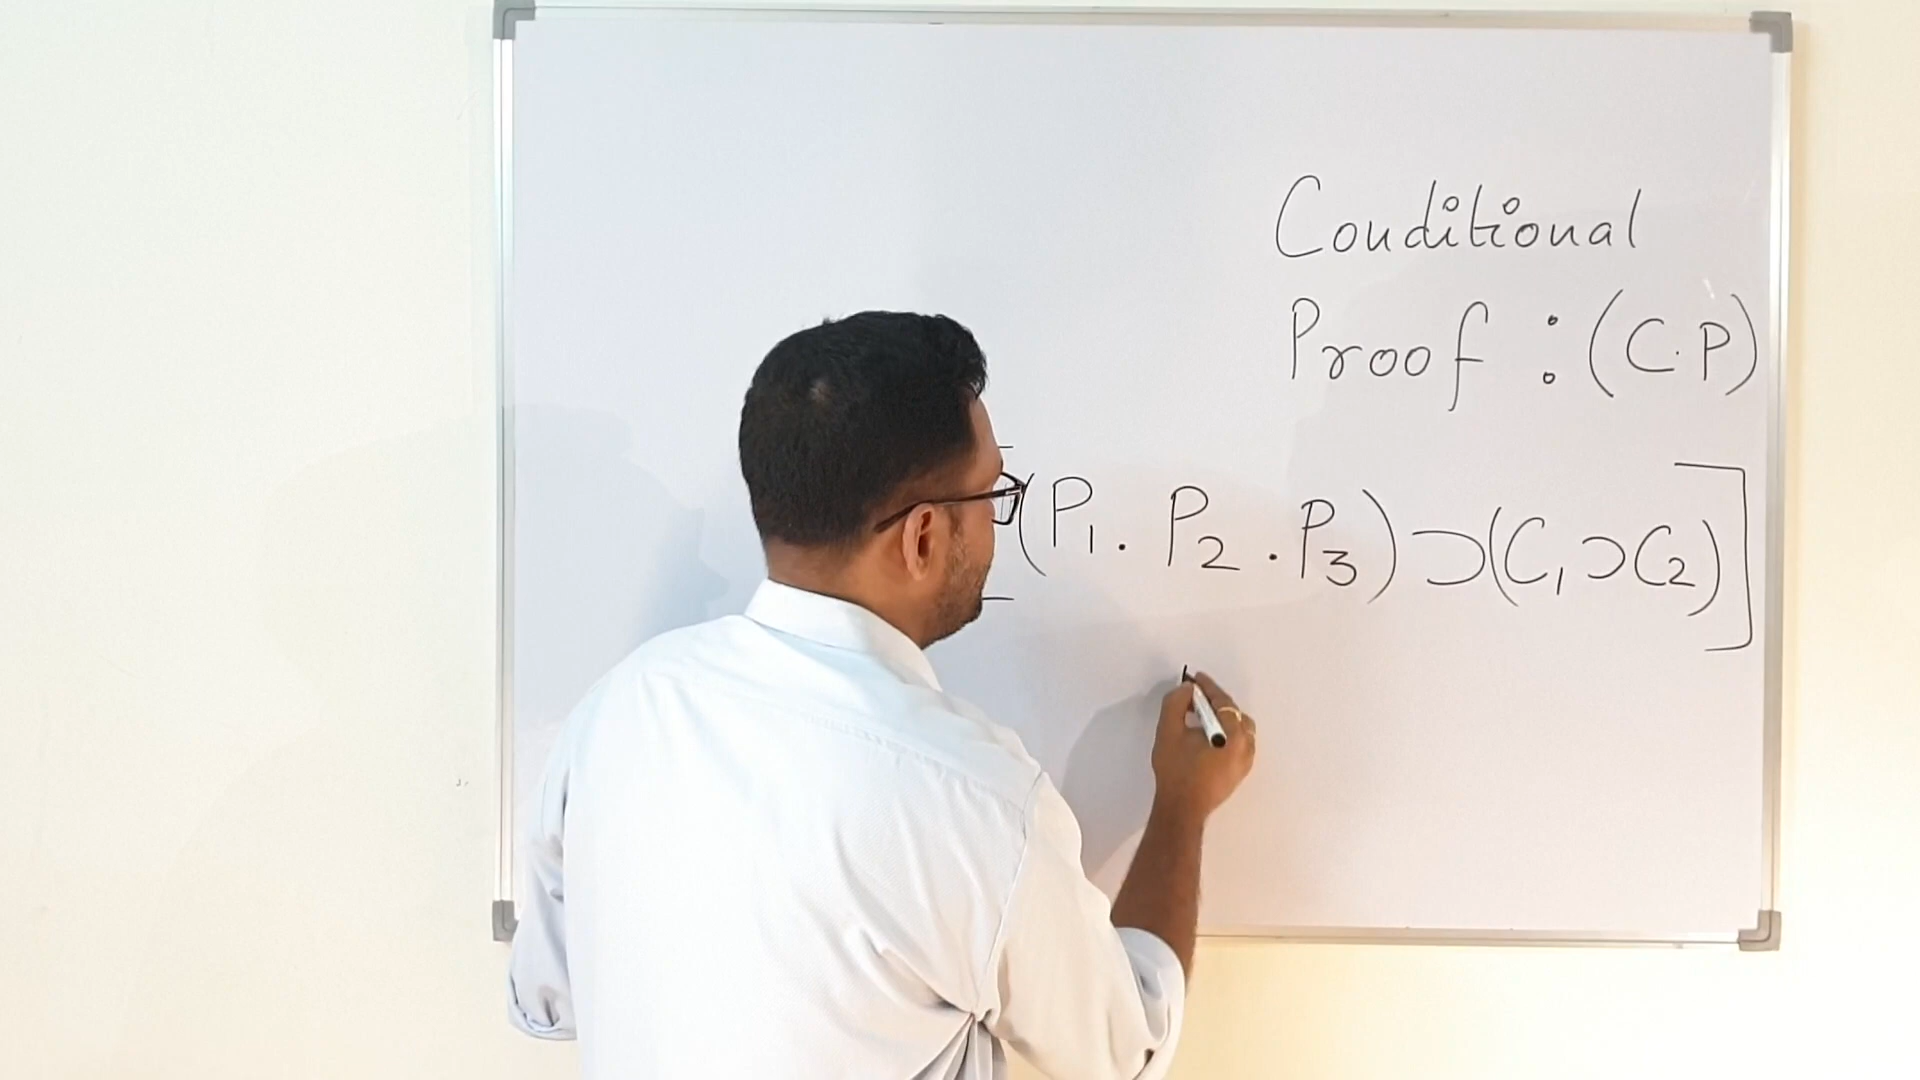 Conditional
Proof : (C.P)
[(P₁ . P₂ . P₃) ⊃ (C₁ ⊃ C₂)]